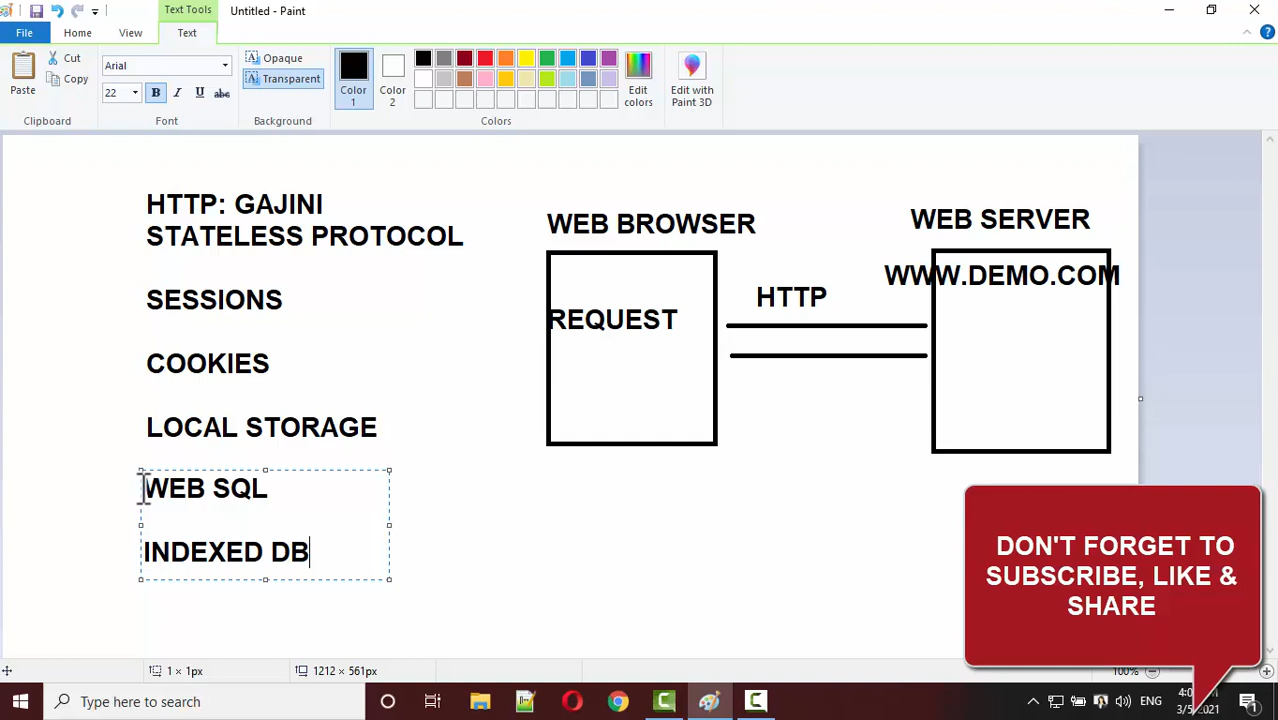 Text Tools
Untitled - Paint
File
Home
View
Text
Paste
Cut
Copy
Clipboard
Arial
22
B I U abc
Font
Opaque
Transparent
Background
Color 1
Color 2
Edit colors
Colors
Edit with Paint 3D
HTTP: GAJINI
STATELESS PROTOCOL
SESSIONS
COOKIES
LOCAL STORAGE
WEB SQL
INDEXED DB
WEB BROWSER
REQUEST
HTTP
WEB SERVER
WWW.DEMO.COM
DON'T FORGET TO
SUBSCRIBE, LIKE &
SHARE
1 × 1px
1212 × 561px
100%
Type here to search
ENG
1